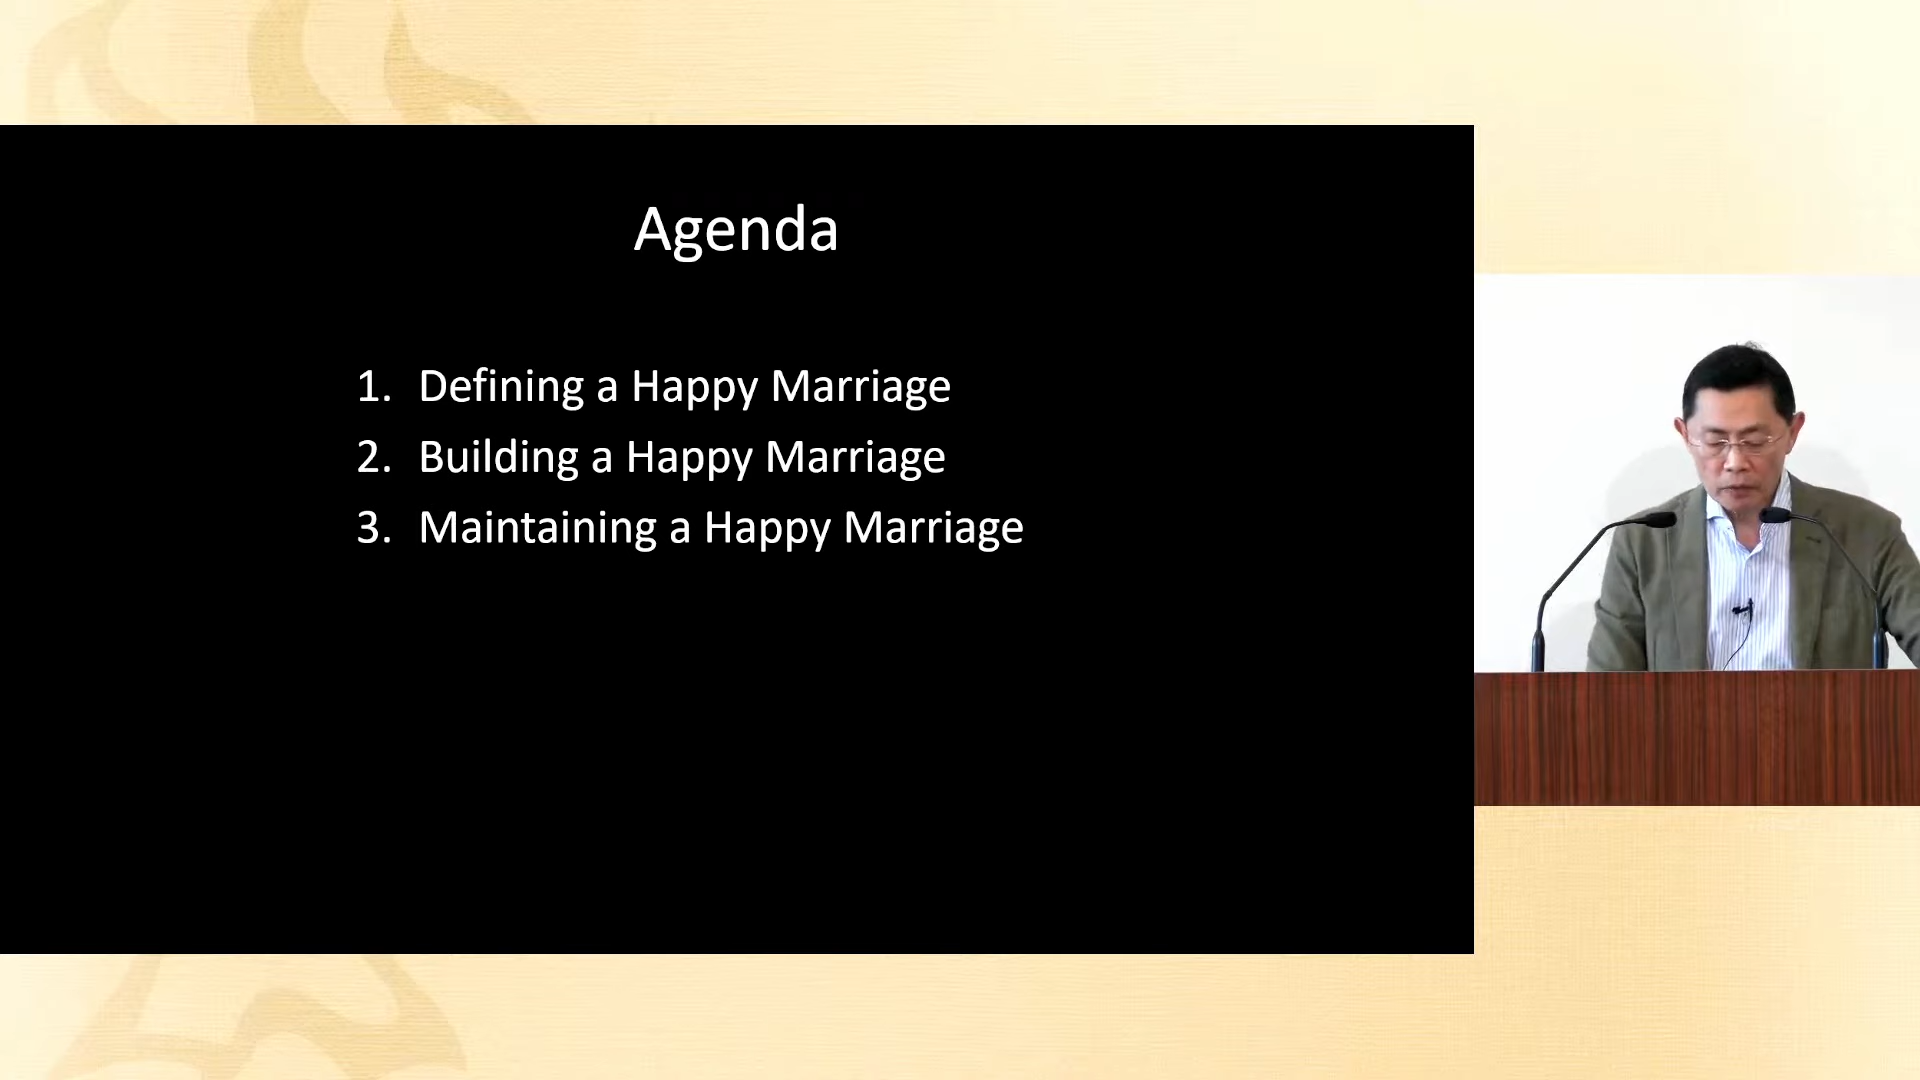 Agenda
1. Defining a Happy Marriage
2. Building a Happy Marriage
3. Maintaining a Happy Marriage